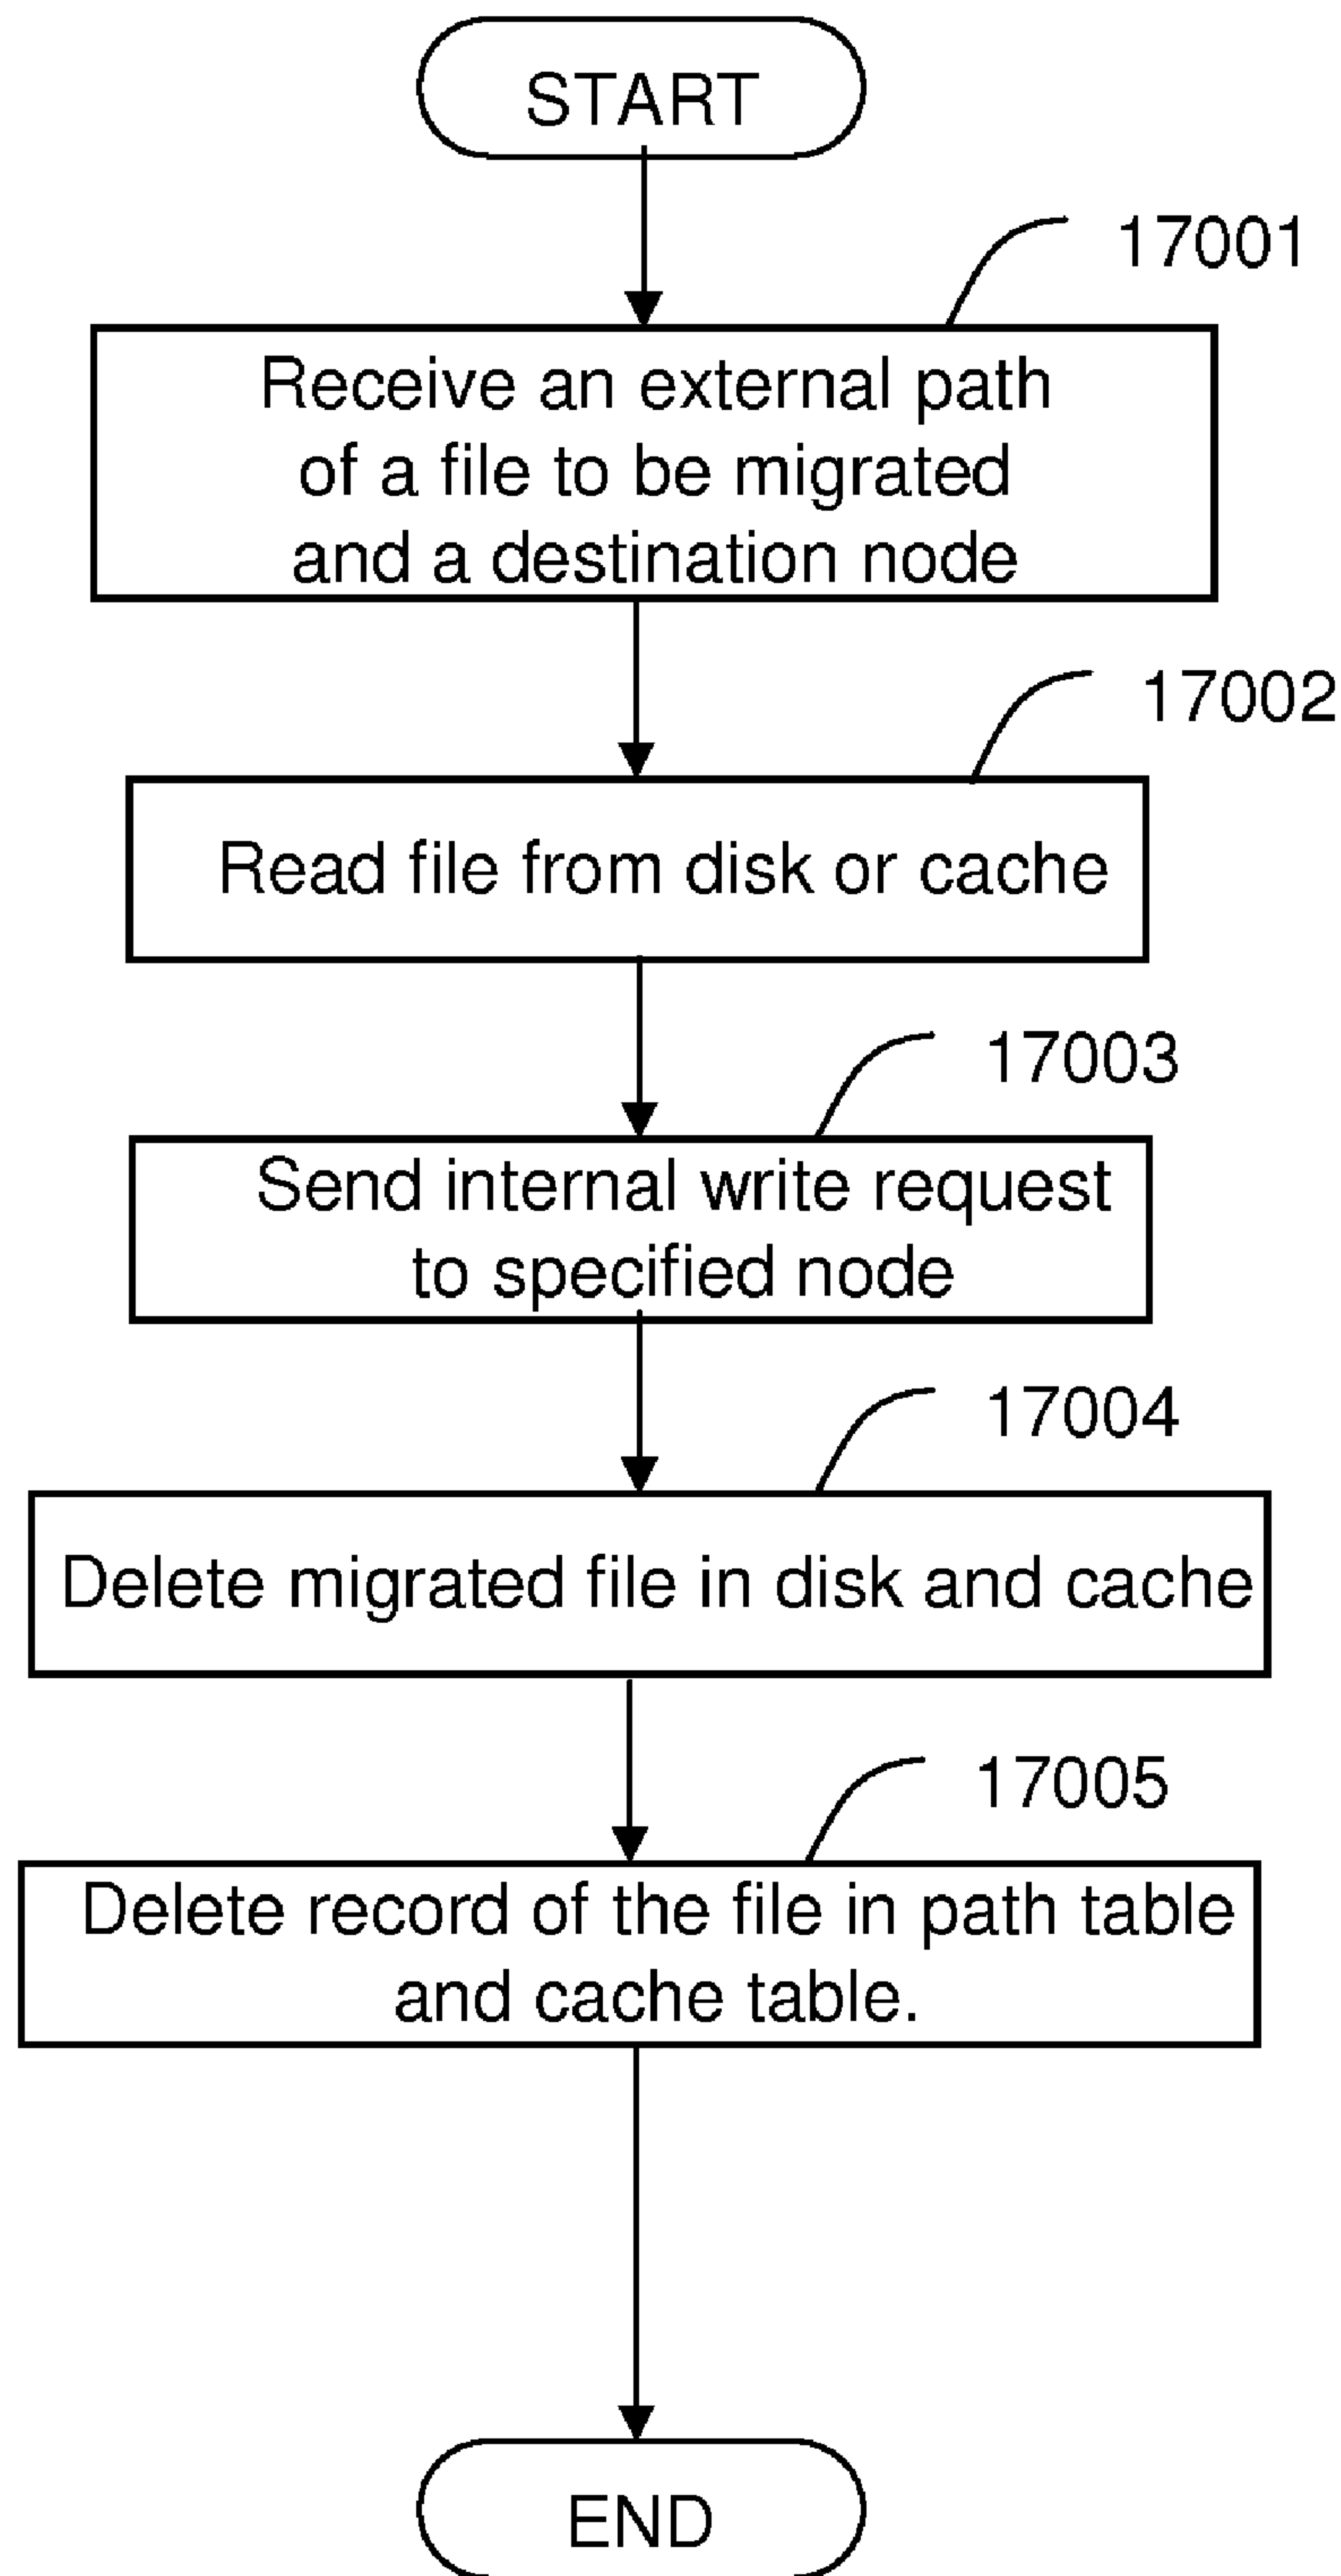 START
17001
Receive an external path
of a file to be migrated
and a destination node
17002
Read file from disk or cache
17003
Send internal write request
to specified node
17004
Delete migrated file in disk and cache
17005
Delete record of the file in path table
and cache table.
END